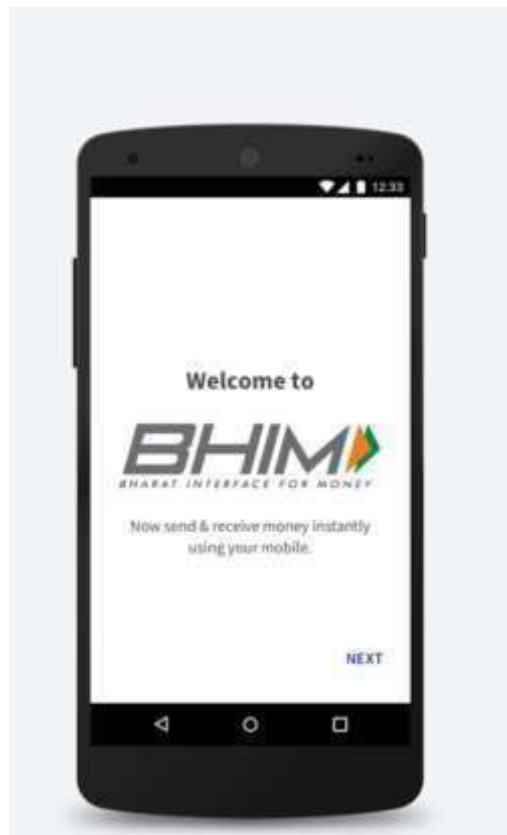 12:33
Welcome to
BHIM
BHARAT INTERFACE FOR MONEY
Now send & receive money instantly
using your mobile.
NEXT